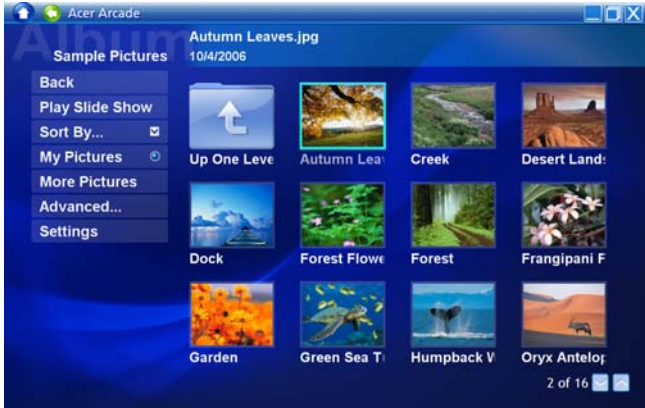 Acer Arcade
Album
Autumn Leaves.jpg
Sample Pictures
10/4/2006
Back
Play Slide Show
Sort By...
My Pictures
More Pictures
Advanced...
Settings
Up One Leve
Autumn Lea
Creek
Desert Lands
Dock
Forest Flowe
Forest
Frangipani F
Garden
Green Sea T
Humpback W
Oryx Antelop
2 of 16